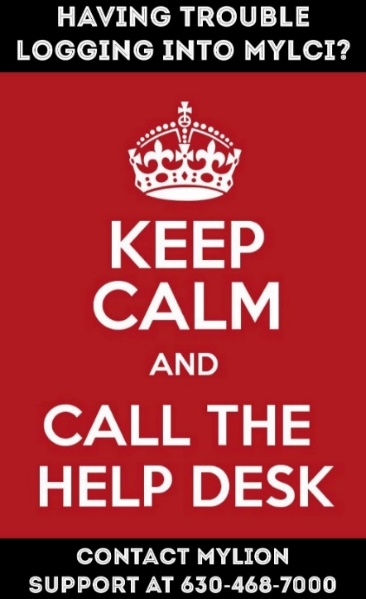 HAVING TROUBLE
LOGGING INTO MYLCI?
KEEP
CALM
AND
CALL THE
HELP DESK
CONTACT MYLION
SUPPORT AT 630-468-7000